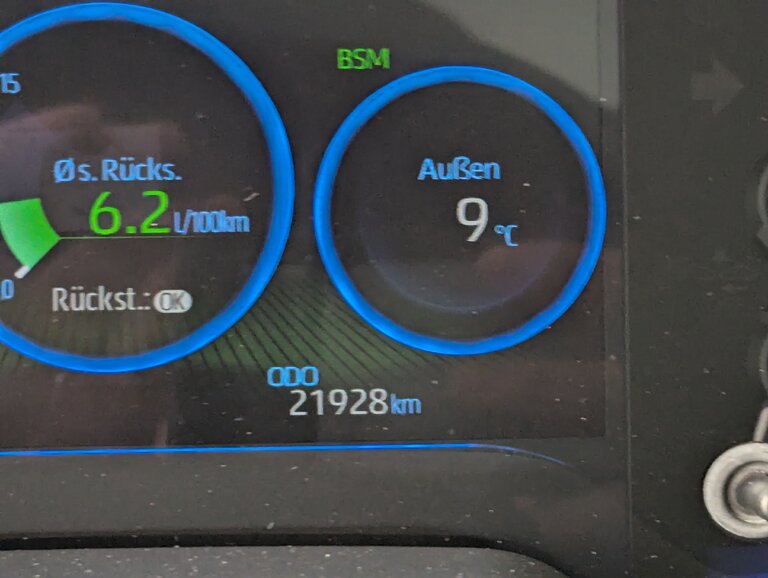 BSM
15
Ø s. Rücks.
6.2 l/100km
0
Rückst.: OK
Außen
9 °C
ODO
21928 km